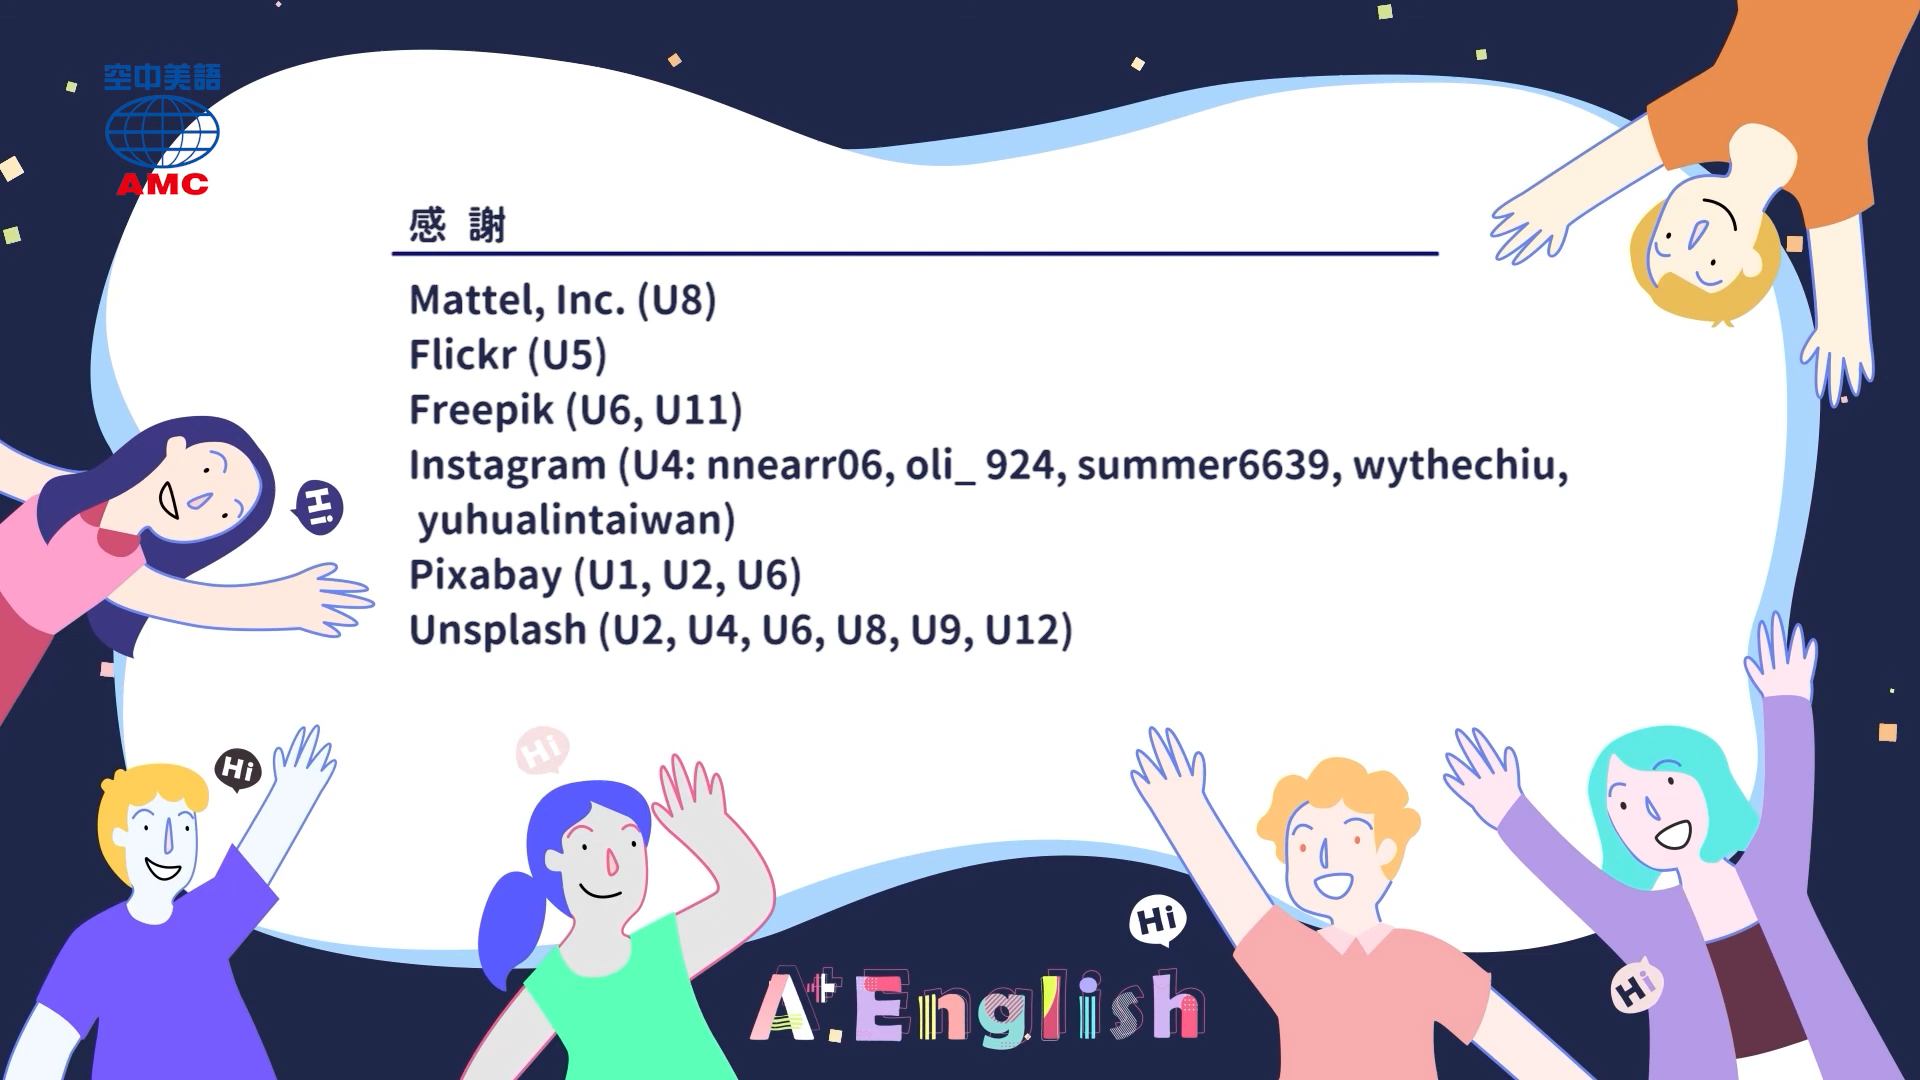 空中美語
AMC
感 謝
Mattel, Inc. (U8)
Flickr (U5)
Freepik (U6, U11)
Instagram (U4: nnearr06, oli_ 924, summer6639, wythechiu,
yuhualintaiwan)
Pixabay (U1, U2, U6)
Unsplash (U2, U4, U6, U8, U9, U12)
Hi
Hi
Hi
Hi
Hi
A+ English